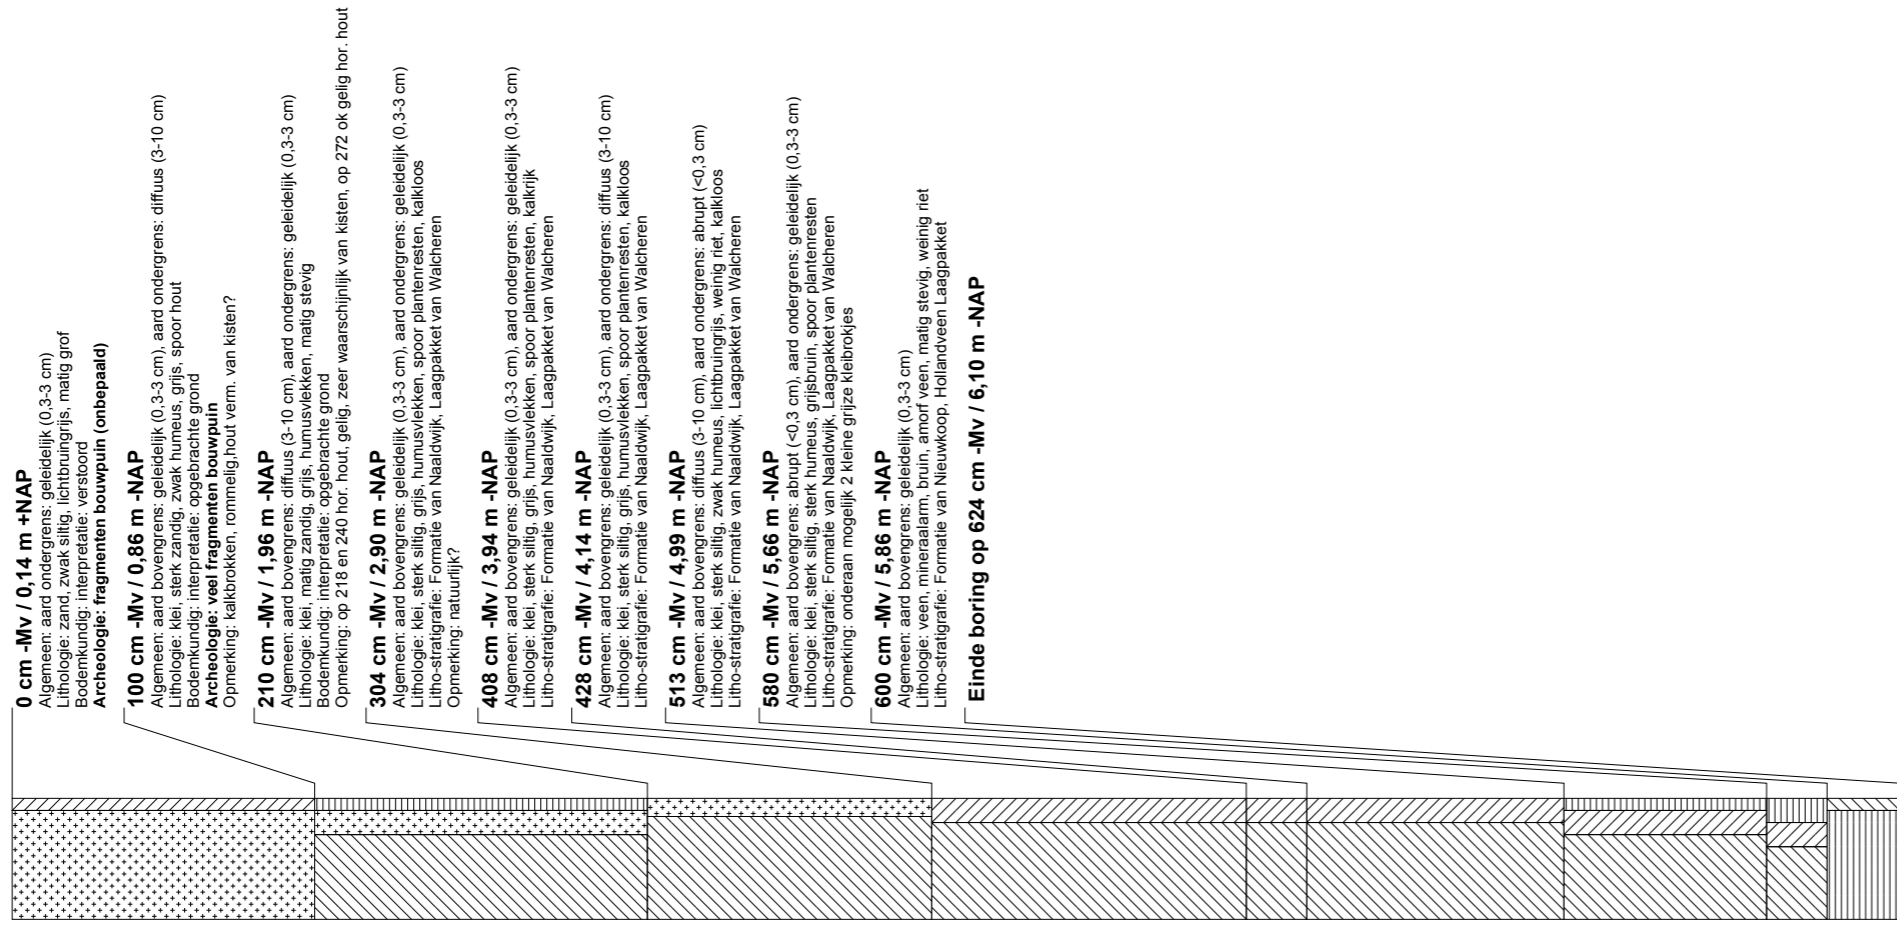 0 cm -Mv / 0,14 m +NAP
Algemeen: aard ondergrens: geleidelijk (0,3-3 cm)
Lithologie: zand, zwak siltig, lichtbruingrijs, matig grof
Bodemkundig: interpretatie: verstoord
Archeologie: fragmenten bouwpuin (onbepaald)
100 cm -Mv / 0,86 m -NAP
Algemeen: aard bovengrens: geleidelijk (0,3-3 cm), aard ondergrens: diffuus (3-10 cm)
Lithologie: klei, sterk zandig, zwak humeus, grijs, spoor hout
Bodemkundig: interpretatie: opgebrachte grond
Archeologie: veel fragmenten bouwpuin
Opmerking: kalkbrokken, rommelig,hout verm. van kisten?
210 cm -Mv / 1,96 m -NAP
Algemeen: aard bovengrens: diffuus (3-10 cm), aard ondergrens: geleidelijk (0,3-3 cm)
Lithologie: klei, matig zandig, grijs, humusvlekken, matig stevig
Bodemkundig: interpretatie: opgebrachte grond
Opmerking: op 218 en 240 hor. hout, gelig, zeer waarschijnlijk van kisten, op 272 ok gelig hor. hout
304 cm -Mv / 2,90 m -NAP
Algemeen: aard bovengrens: geleidelijk (0,3-3 cm), aard ondergrens: geleidelijk (0,3-3 cm)
Lithologie: klei, sterk siltig, grijs, humusvlekken, spoor plantenresten, kalkloos
Litho-stratigrafie: Formatie van Naaldwijk, Laagpakket van Walcheren
Opmerking: natuurlijk?
408 cm -Mv / 3,94 m -NAP
Algemeen: aard bovengrens: geleidelijk (0,3-3 cm), aard ondergrens: geleidelijk (0,3-3 cm)
Lithologie: klei, sterk siltig, grijs, humusvlekken, spoor plantenresten, kalkrijk
Litho-stratigrafie: Formatie van Naaldwijk, Laagpakket van Walcheren
428 cm -Mv / 4,14 m -NAP
Algemeen: aard bovengrens: geleidelijk (0,3-3 cm), aard ondergrens: diffuus (3-10 cm)
Lithologie: klei, sterk siltig, grijs, humusvlekken, spoor plantenresten, kalkloos
Litho-stratigrafie: Formatie van Naaldwijk, Laagpakket van Walcheren
513 cm -Mv / 4,99 m -NAP
Algemeen: aard bovengrens: diffuus (3-10 cm), aard ondergrens: abrupt (<0,3 cm)
Lithologie: klei, sterk siltig, zwak humeus, lichtbruingrijs, weinig riet, kalkloos
Litho-stratigrafie: Formatie van Naaldwijk, Laagpakket van Walcheren
580 cm -Mv / 5,66 m -NAP
Algemeen: aard bovengrens: abrupt (<0,3 cm), aard ondergrens: geleidelijk (0,3-3 cm)
Lithologie: klei, sterk siltig, sterk humeus, grijsbruin, spoor plantenresten
Litho-stratigrafie: Formatie van Naaldwijk, Laagpakket van Walcheren
Opmerking: onderaan mogelijk 2 kleine grijze kleibrokjes
600 cm -Mv / 5,86 m -NAP
Algemeen: aard bovengrens: geleidelijk (0,3-3 cm)
Lithologie: veen, mineraalarm, bruin, amorf veen, matig stevig, weinig riet
Litho-stratigrafie: Formatie van Nieuwkoop, Hollandveen Laagpakket
Einde boring op 624 cm -Mv / 6,10 m -NAP